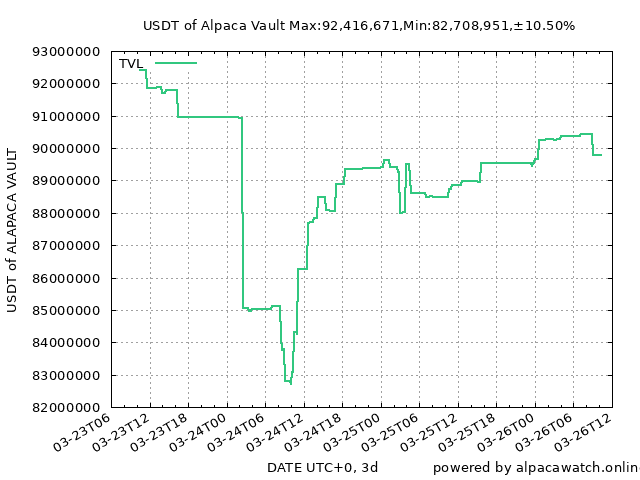 USDT of Alpaca Vault Max:92,416,671,Min:82,708,951,±10.50%
93000000
TVL
92000000
91000000
90000000
89000000
88000000
87000000
86000000
85000000
84000000
83000000
82000000
USDT of ALAPACA VAULT
03-23T06
03-23T12
03-23T18
03-24T00
03-24T06
03-24T12
03-24T18
03-25T00
03-25T06
03-25T12
03-25T18
03-26T00
03-26T06
03-26T12
DATE UTC+0, 3d
powered by alpacawatch.online